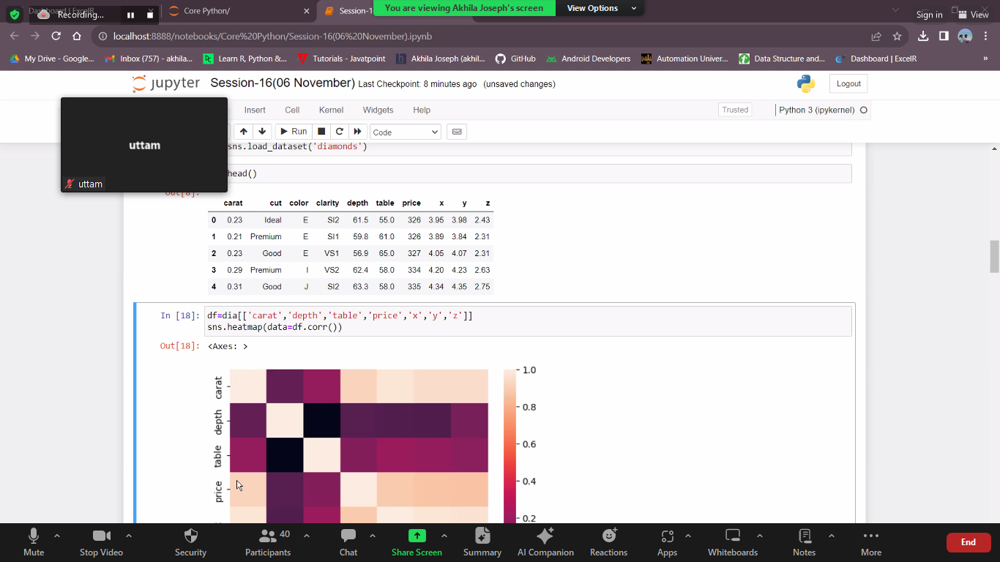 Dashboard | ExcelR
Recording...
Core Python/
Session-1
You are viewing Akhila Joseph's screen
View Options
Sign in
View
localhost:8888/notebooks/Core%20Python/Session-16(06%20November).ipynb
My Drive - Google...
Inbox (757) - akhila...
Learn R, Python &...
Tutorials - Javatpoint
Akhila Joseph (akhil...
GitHub
Android Developers
Automation Univer...
Data Structure and...
Dashboard | ExcelR
»
jupyter Session-16(06 November) Last Checkpoint: 8 minutes ago (unsaved changes)
Logout
Insert Cell Kernel Widgets Help
Trusted
Python 3 (ipykernel)
Run
Code
uttam
uttam
sns.load_dataset('diamonds')
head()
Out[8]:
carat cut color clarity depth table price x y z
0 0.23 Ideal E SI2 61.5 55.0 326 3.95 3.98 2.43
1 0.21 Premium E SI1 59.8 61.0 326 3.89 3.84 2.31
2 0.23 Good E VS1 56.9 65.0 327 4.05 4.07 2.31
3 0.29 Premium I VS2 62.4 58.0 334 4.20 4.23 2.63
4 0.31 Good J SI2 63.3 58.0 335 4.34 4.35 2.75
In [18]: df=dia[['carat','depth','table','price','x','y','z']]
sns.heatmap(data=df.corr())
Out[18]: <Axes: >
carat
depth
table
price
1.0
0.8
0.6
0.4
0.2
Mute
Stop Video
Security
Participants
40
Chat
Share Screen
Summary
AI Companion
Reactions
Apps
Whiteboards
Notes
More
End